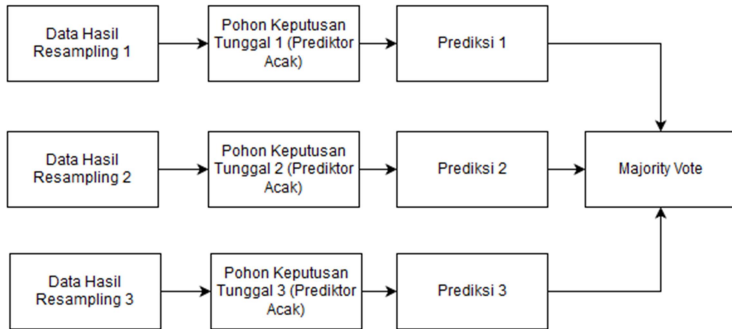 Data Hasil
Resampling 1
Pohon Keputusan
Tunggal 1 (Prediktor
Acak)
Prediksi 1
Data Hasil
Resampling 2
Pohon Keputusan
Tunggal 2 (Prediktor
Acak)
Prediksi 2
Majority Vote
Data Hasil
Resampling 3
Pohon Keputusan
Tunggal 3 (Prediktor
Acak)
Prediksi 3